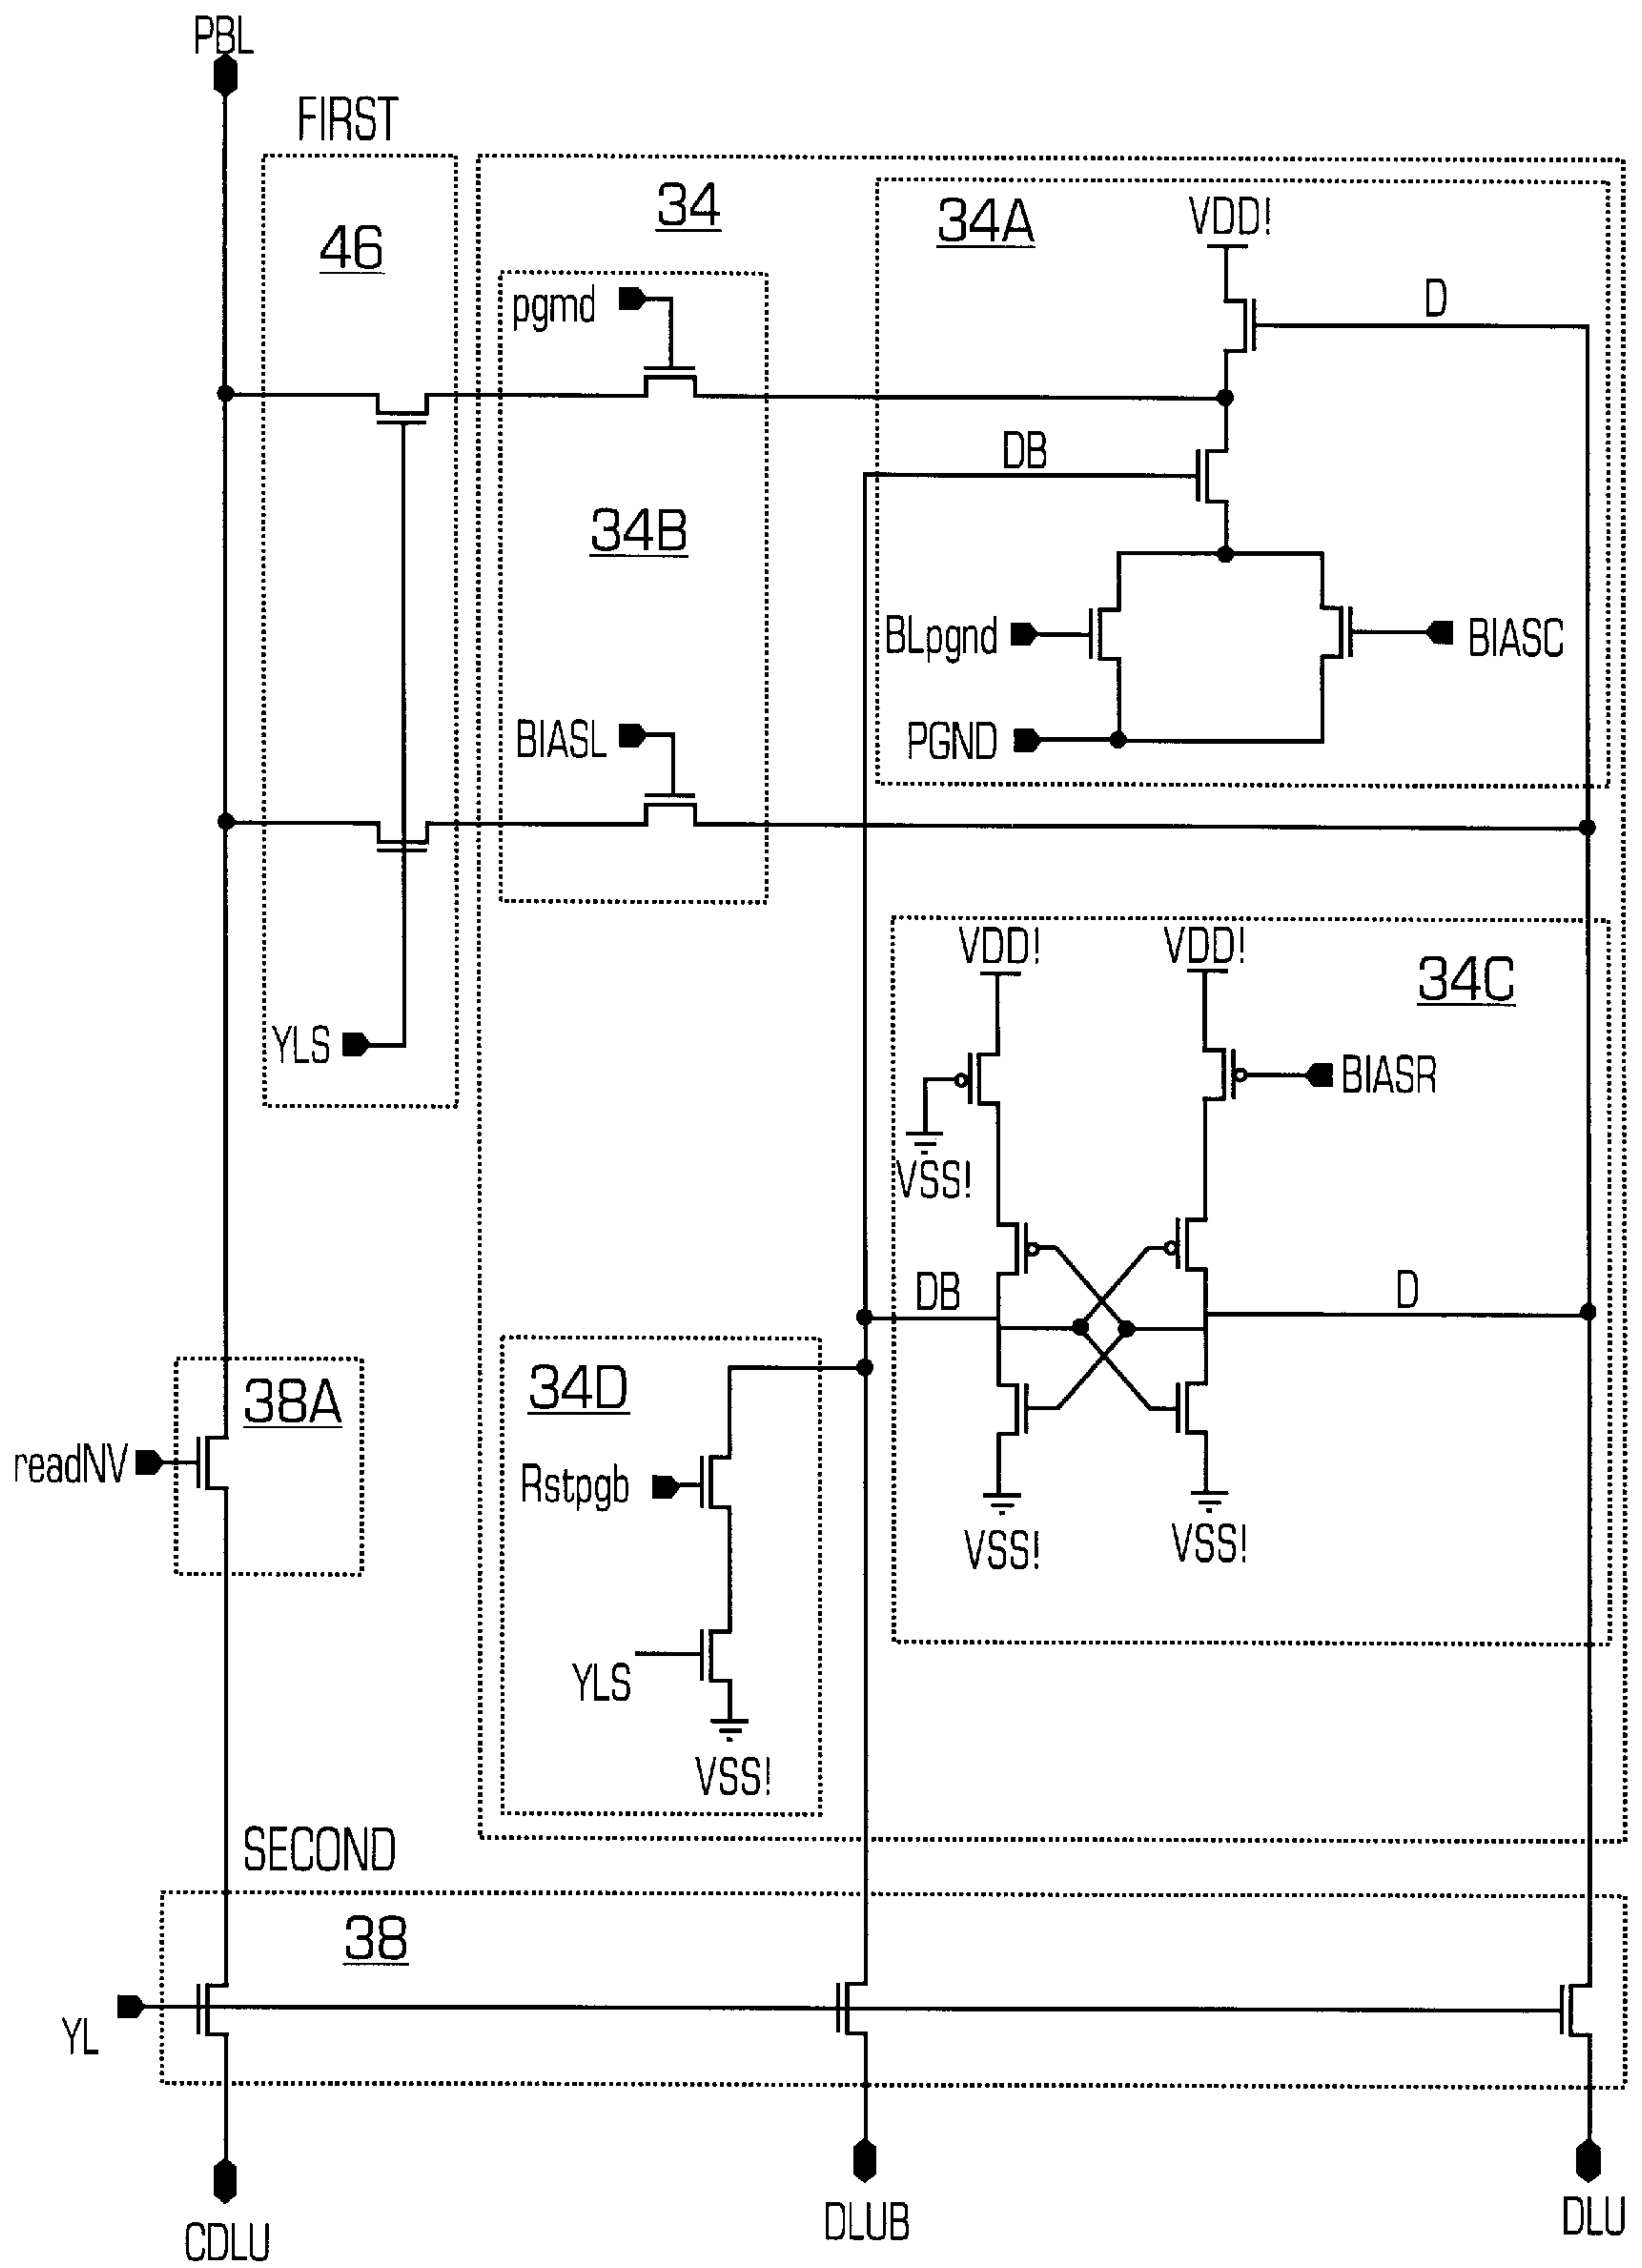 PBL
FIRST
46
34
34A
VDD!
pgmd
D
DB
34B
BLpgnd
BIASC
BIASL
PGND
VDD!
VDD!
34C
YLS
BIASR
VSS!
DB
D
38A
34D
readNV
Rstpgb
VSS!
VSS!
YLS
VSS!
SECOND
38
YL
CDLU
DLUB
DLU